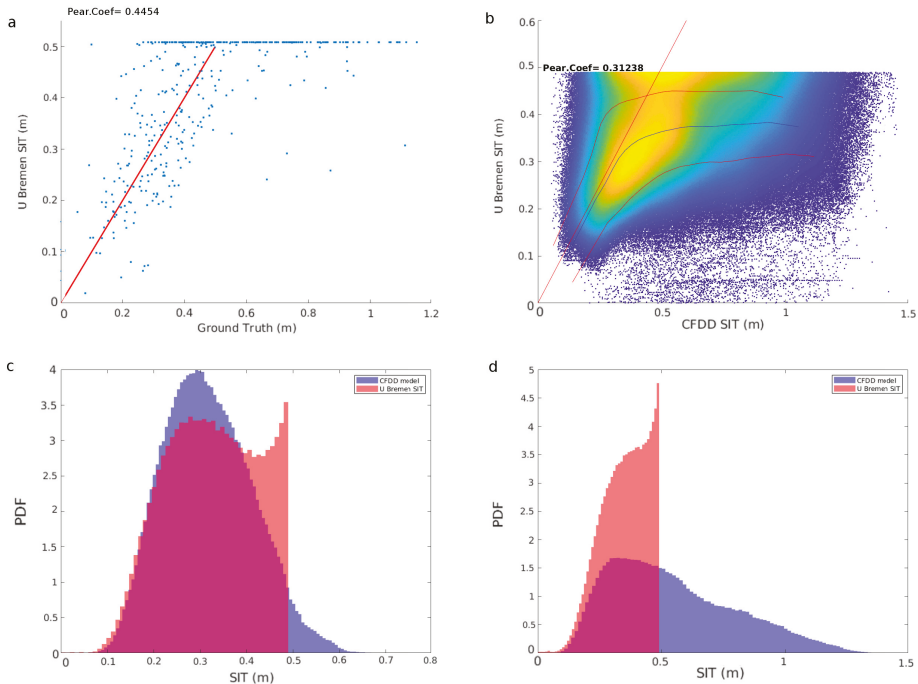 a
Pear.Coef= 0.4454
U Bremen SIT (m)
0.5
0.4
0.3
0.2
0.1
0
0 0.2 0.4 0.6 0.8 1 1.2
Ground Truth (m)
b
Pear.Coef= 0.31238
U Bremen SIT (m)
0.6
0.5
0.4
0.3
0.2
0.1
0
0 0.5 1 1.5
CFDD SIT (m)
c
CFDD model
U Bremen SIT
PDF
4
3.5
3
2.5
2
1.5
1
0.5
0
0 0.1 0.2 0.3 0.4 0.5 0.6 0.7 0.8
SIT (m)
d
CFDD model
U Bremen SIT
PDF
5
4.5
4
3.5
3
2.5
2
1.5
1
0.5
0
0 0.5 1 1.5
SIT (m)